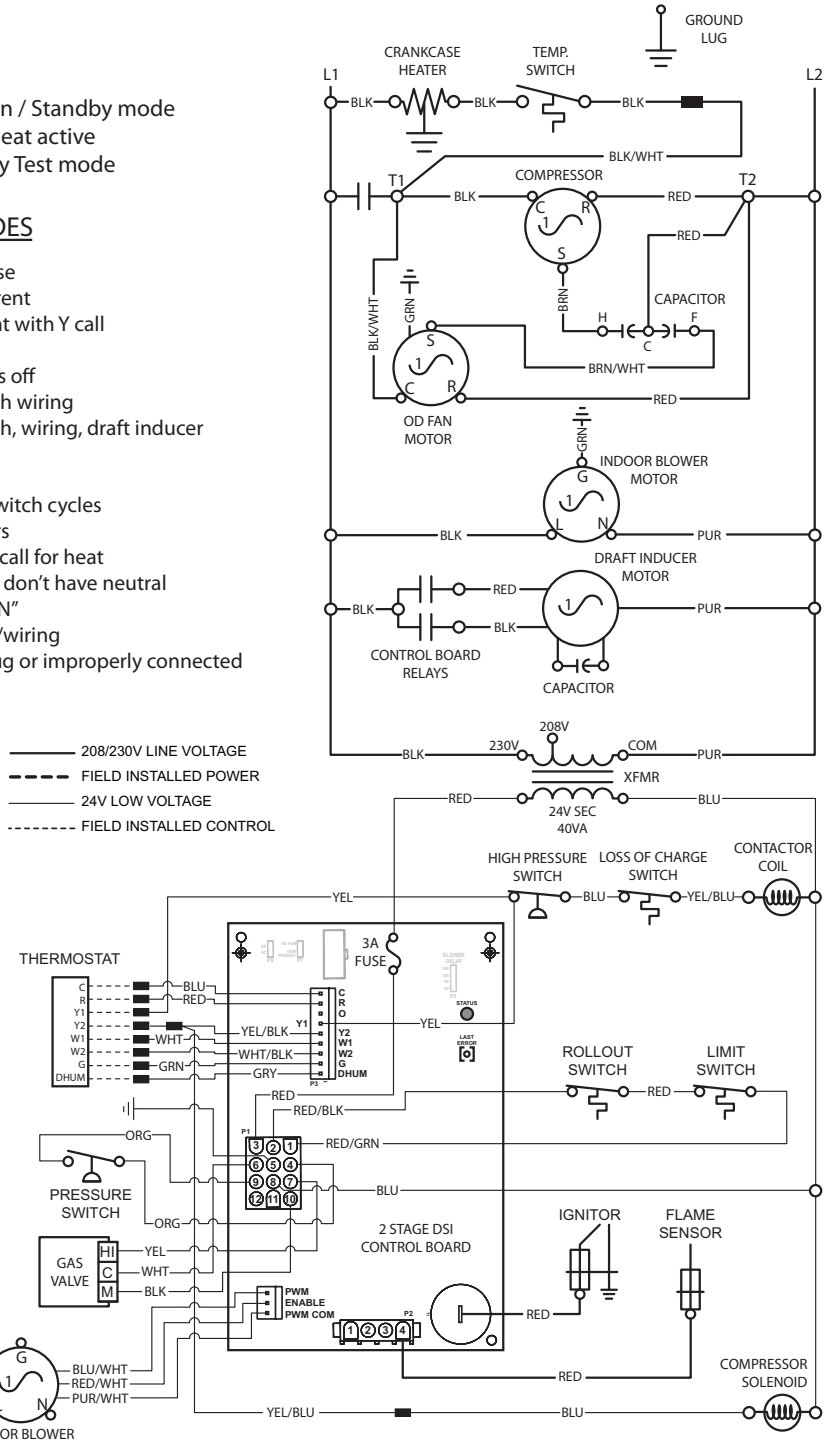 GROUND
LUG
CRANKCASE
HEATER
TEMP.
SWITCH
L1
L2
n / Standby mode
eat active
y Test mode
BLK
BLK
BLK
BLK/WHT
T1
COMPRESSOR
T2
BLK
C
R
1
S
RED
DES
se
rent
t with Y call
s off
h wiring
h, wiring, draft inducer
witch cycles
rs
call for heat
don't have neutral
N"
/wiring
ug or improperly connected
RED
BRN
CAPACITOR
H
F
C
BLK/WHT
GRN
S
1
C
R
BRN/WHT
RED
OD FAN
MOTOR
GRN
INDOOR BLOWER
MOTOR
G
1
L
N
BLK
PUR
DRAFT INDUCER
MOTOR
RED
1
PUR
BLK
BLK
CONTROL BOARD
RELAYS
CAPACITOR
208V
230V
COM
BLK
PUR
XFMR
RED
24V SEC
40VA
BLU
208/230V LINE VOLTAGE
FIELD INSTALLED POWER
24V LOW VOLTAGE
FIELD INSTALLED CONTROL
HIGH PRESSURE
SWITCH
LOSS OF CHARGE
SWITCH
CONTACTOR
COIL
YEL
BLU
YEL/BLU
THERMOSTAT
C
R
Y1
Y2
W1
W2
G
DHUM
BLU
RED
YEL/BLK
WHT
WHT/BLK
GRN
GRY
3A
FUSE
BLOWER
DELAY
STATUS
LAST
ERROR
C
R
O
Y1
Y2
W1
W2
G
DHUM
P3
YEL
ROLLOUT
SWITCH
LIMIT
SWITCH
RED
RED
RED/BLK
RED/GRN
P1
3 2 1
6 5 4
9 8 7
12 11 10
ORG
PRESSURE
SWITCH
ORG
BLU
2 STAGE DSI
CONTROL BOARD
IGNITOR
FLAME
SENSOR
GAS
VALVE
HI
C
M
YEL
WHT
BLK
PWM
ENABLE
PWM COM
P2
1 2 3 4
RED
RED
G
1
N
BLU/WHT
RED/WHT
PUR/WHT
OR BLOWER
YEL/BLU
BLU
COMPRESSOR
SOLENOID